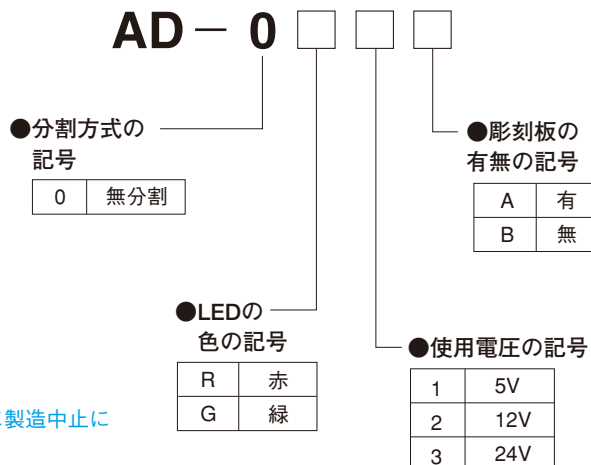 AD－0□□□
●分割方式の
記号
0 無分割
●彫刻板の
有無の記号
A 有
B 無
●LEDの
色の記号
R 赤
G 緑
●使用電圧の記号
1 5V
2 12V
3 24V
製造中止に